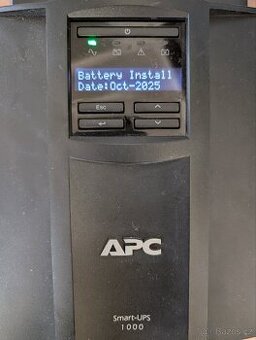 Battery Install
Date:Oct-2025
Esc
APC
Smart-UPS
1000